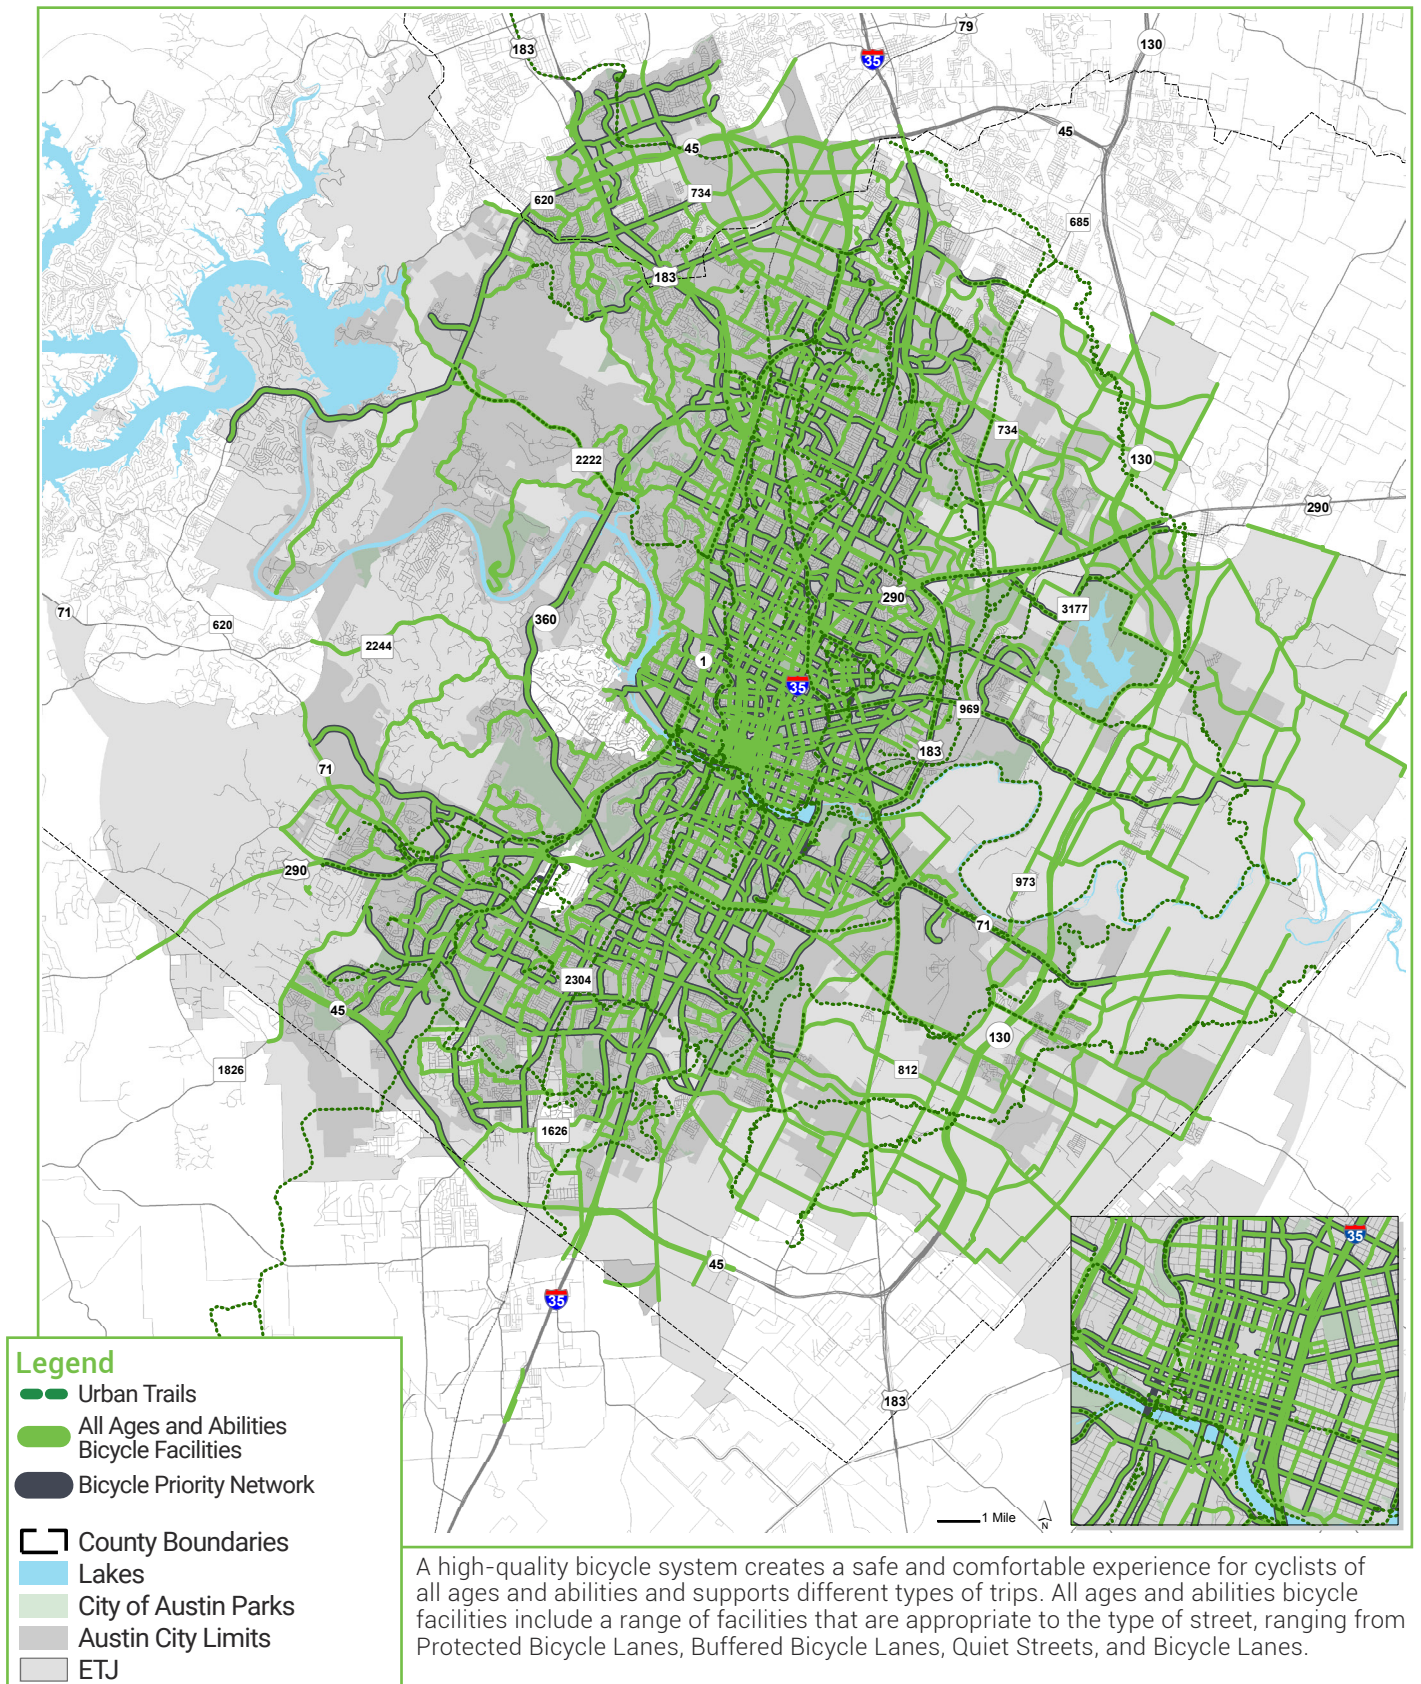 79
183
35
130
45
45
734
620
685
183
734
2222
130
290
71
620
360
290
3177
2244
1
35
969
183
71
290
973
71
2304
45
130
1826
812
1626
45
35
35
183
1 Mile
N
Legend
Urban Trails
All Ages and Abilities
Bicycle Facilities
Bicycle Priority Network
County Boundaries
Lakes
City of Austin Parks
Austin City Limits
ETJ
A high-quality bicycle system creates a safe and comfortable experience for cyclists of
all ages and abilities and supports different types of trips. All ages and abilities bicycle
facilities include a range of facilities that are appropriate to the type of street, ranging from
Protected Bicycle Lanes, Buffered Bicycle Lanes, Quiet Streets, and Bicycle Lanes.